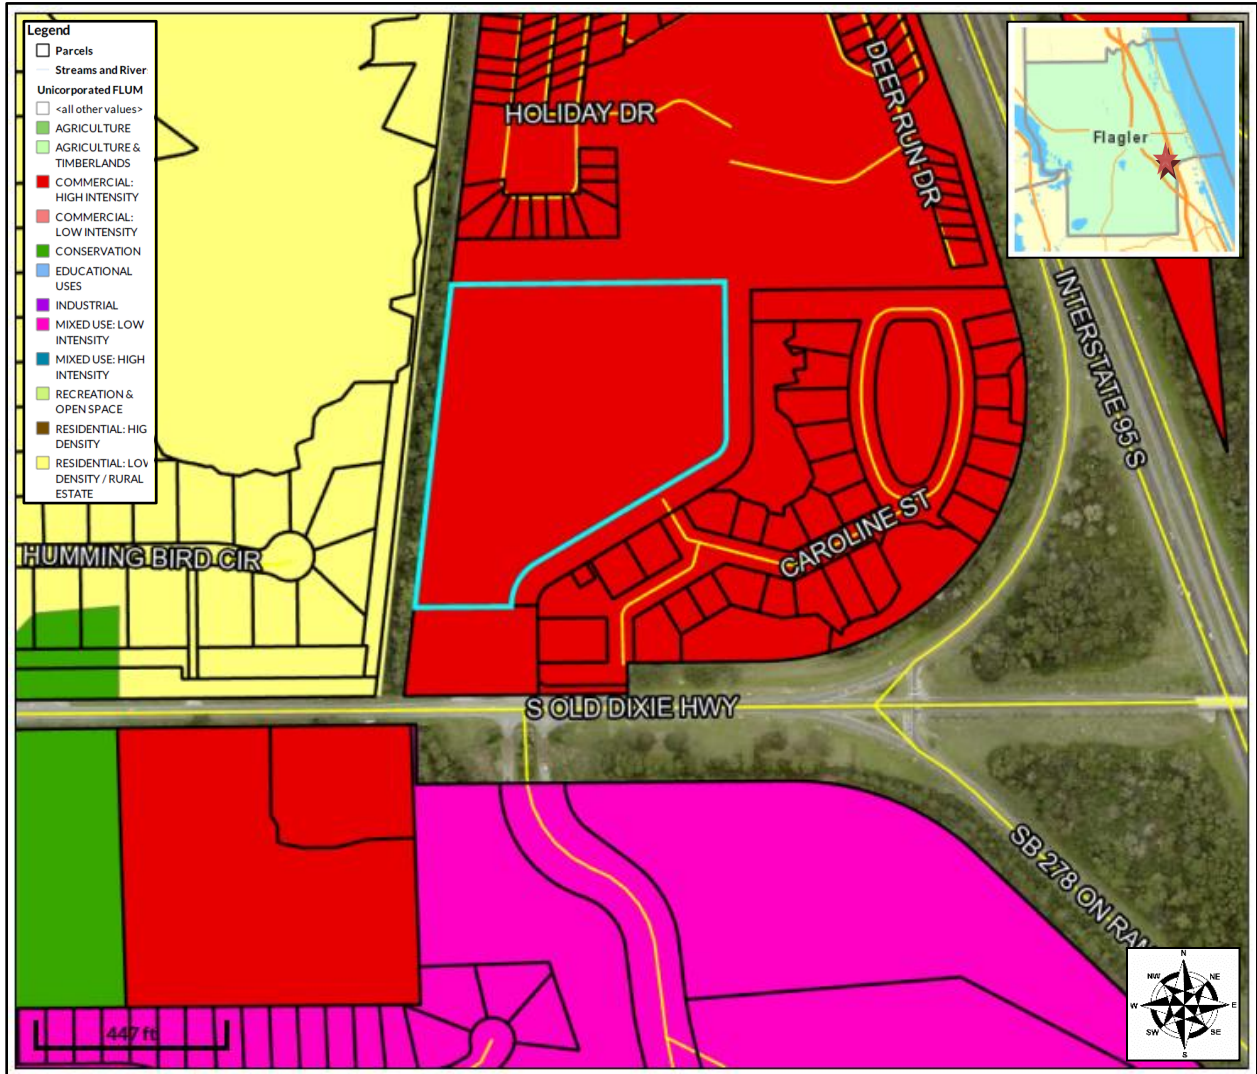 Legend
Parcels
Streams and River
Unicorporated FLUM
<all other values>
AGRICULTURE
AGRICULTURE &
TIMBERLANDS
COMMERCIAL:
HIGH INTENSITY
COMMERCIAL:
LOW INTENSITY
CONSERVATION
EDUCATIONAL
USES
INDUSTRIAL
MIXED USE: LOW
INTENSITY
MIXED USE: HIGH
INTENSITY
RECREATION &
OPEN SPACE
RESIDENTIAL: HIG
DENSITY
RESIDENTIAL: LOW
DENSITY / RURAL
ESTATE
HOLIDAY DR
DEER RUN DR
Flagler
INTERSTATE 95 S
CAROLINE ST
HUMMING BIRD CIR
S OLD DIXIE HWY
SB 278 ON RAM
447 ft
N
NW
NE
W
E
SW
SE
S